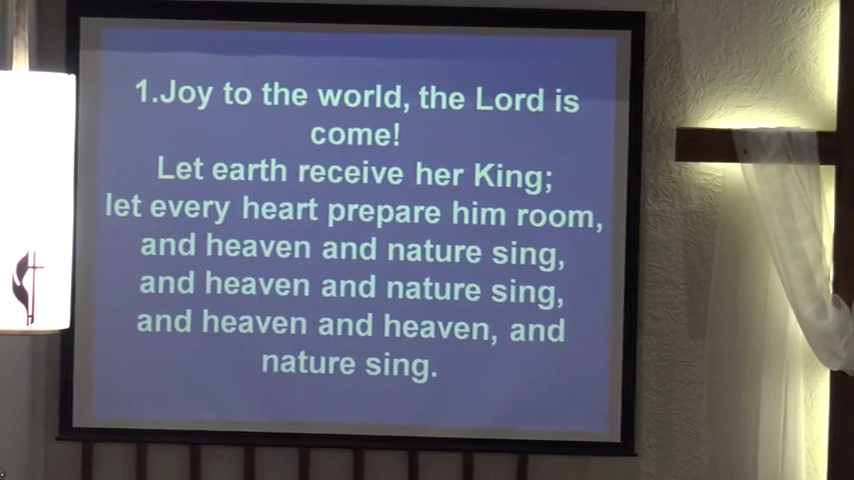 1.Joy to the world, the Lord is
come!
Let earth receive her King;
let every heart prepare him room,
and heaven and nature sing,
and heaven and nature sing,
and heaven and heaven, and
nature sing.